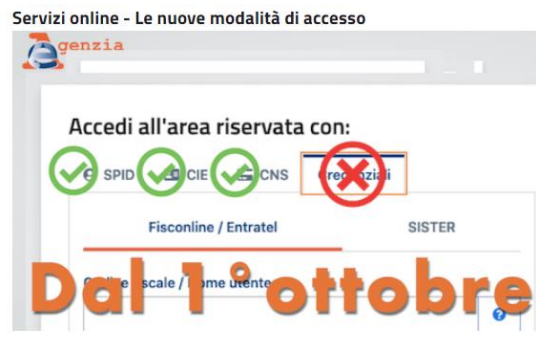 Servizi online - Le nuove modalità di accesso
genzia
Accedi all'area riservata con:
SPID CIE CNS Credenziali
Fisconline / Entratel SISTER
Dal 1° ottobre
?